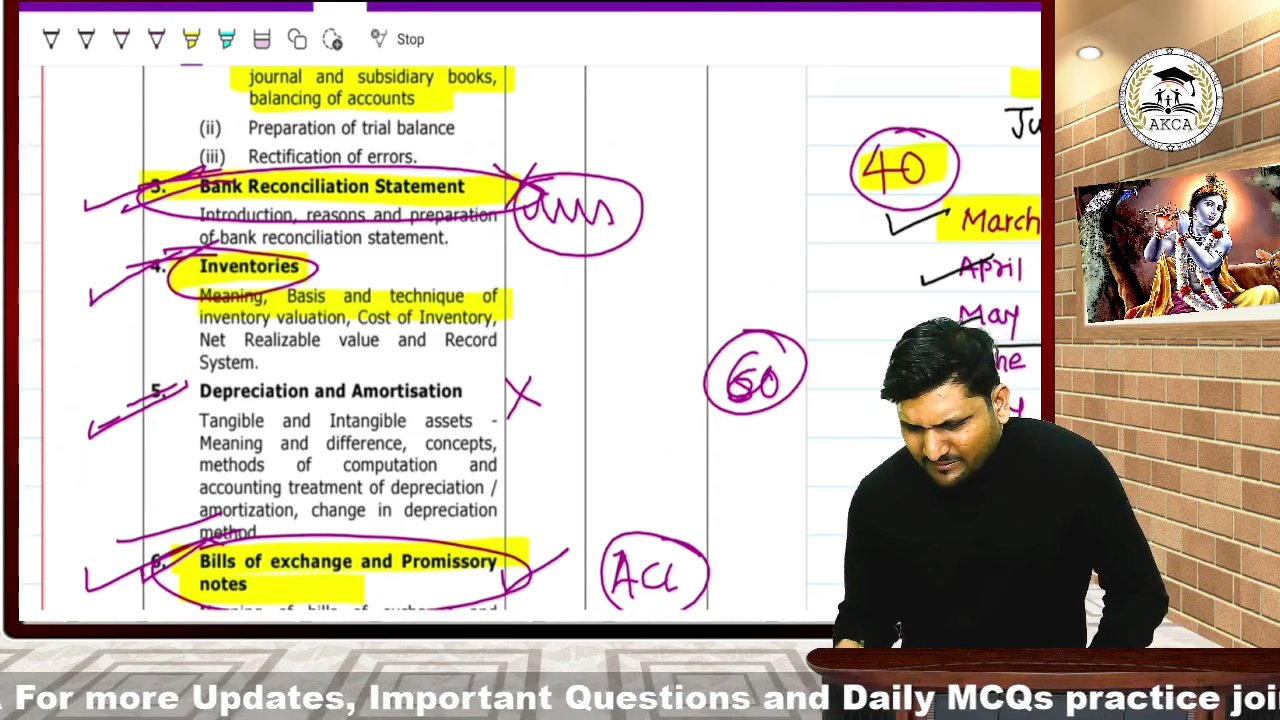 Stop
journal and subsidiary books,
balancing of accounts
(ii) Preparation of trial balance
(iii) Rectification of errors.
3. Bank Reconciliation Statement
Introduction, reasons and preparation
of bank reconciliation statement.
4. Inventories
Meaning, Basis and technique of
inventory valuation, Cost of Inventory,
Net Realizable value and Record
System.
5. Depreciation and Amortisation
Tangible and Intangible assets -
Meaning and difference, concepts,
methods of computation and
accounting treatment of depreciation /
amortization, change in depreciation
method.
6. Bills of exchange and Promissory
notes
60
40
March
April
May
AKCA
For more Updates, Important Questions and Daily MCQs practice joi